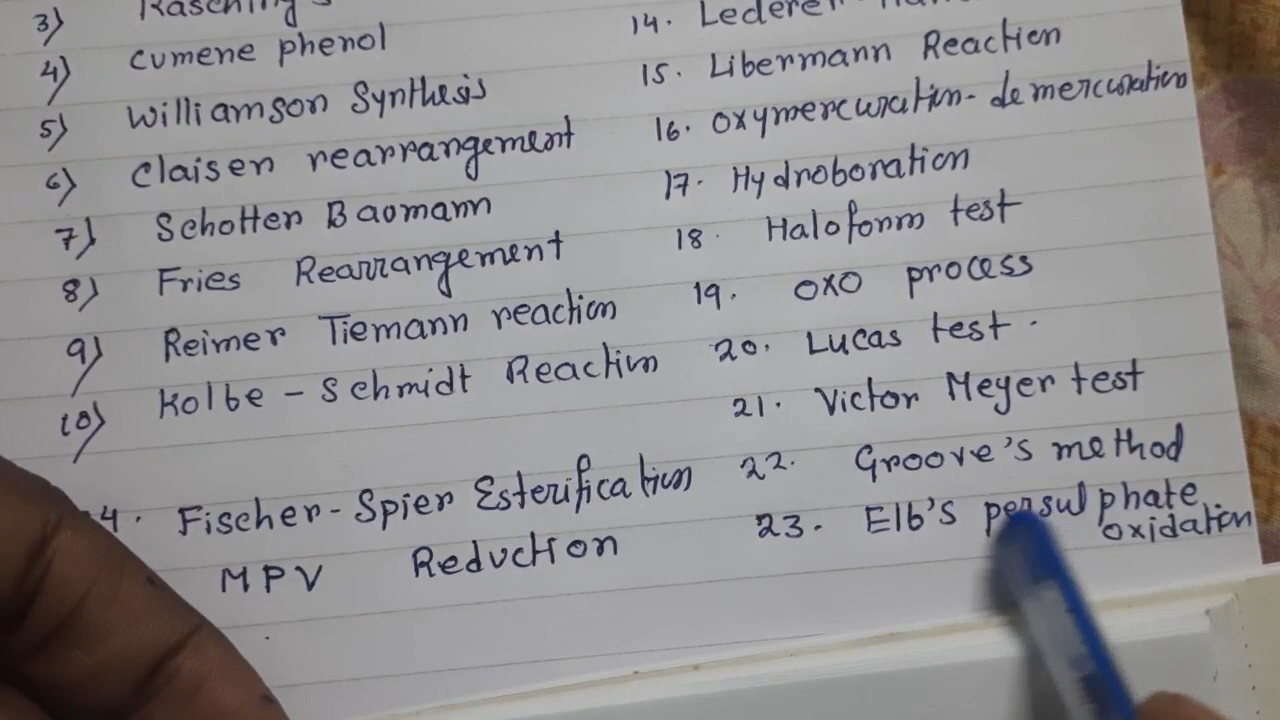 3)
4) Cumene phenol
5) Williamson Synthesis
6) Claisen rearrangement
7) Schotten Baomann
8) Fries Rearrangement
9) Reimer Tiemann reaction
10) Kolbe - Schmidt Reaction
4. Fischer-Spier Esterification
MPV Reduction
14. Lederer
15. Libermann Reaction
16. Oxymercuration-demercuration
17. Hydroboration
18. Haloform test
19. OXO process
20. Lucas test.
21. Victor Meyer test
22. Groove's method
23. Elb's persulphate
oxidation